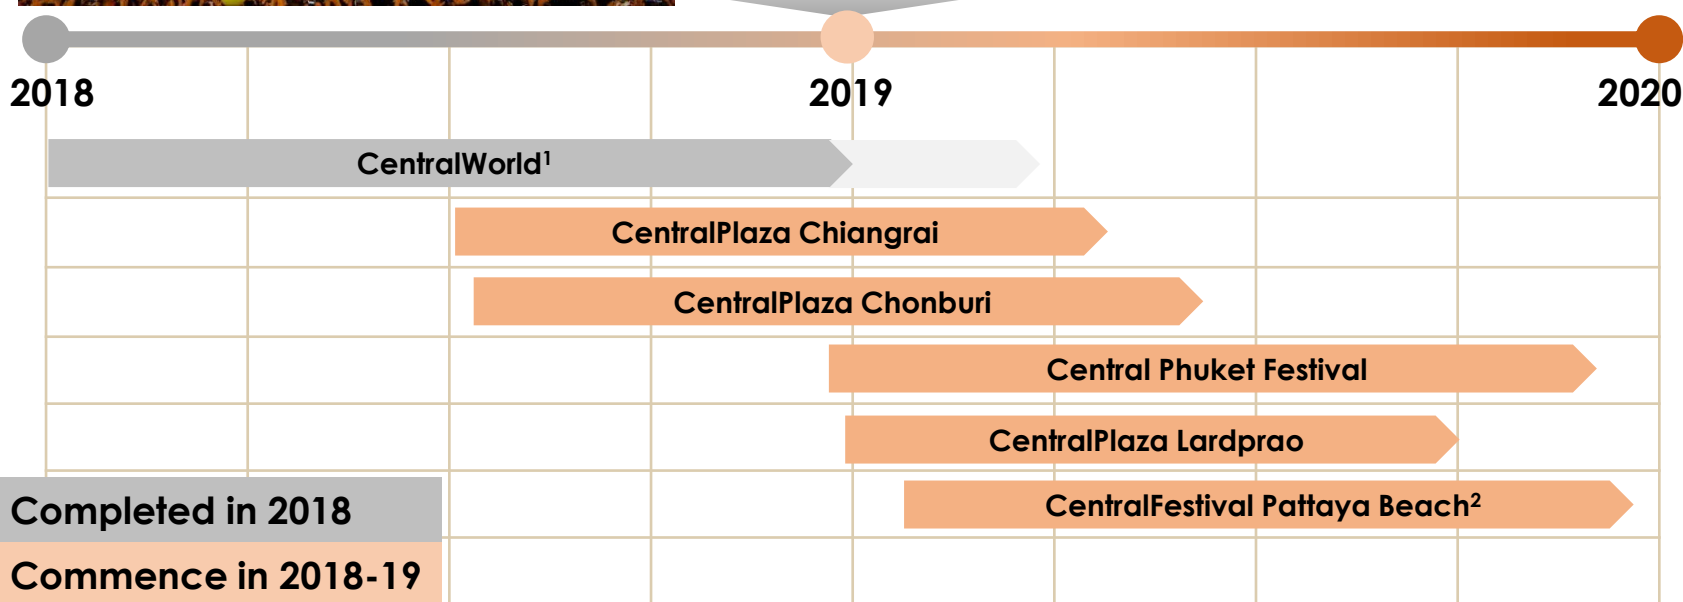 2018 2019 2020
CentralWorld¹
CentralPlaza Chiangrai
CentralPlaza Chonburi
Central Phuket Festival
CentralPlaza Lardprao
CentralFestival Pattaya Beach²
Completed in 2018
Commence in 2018-19